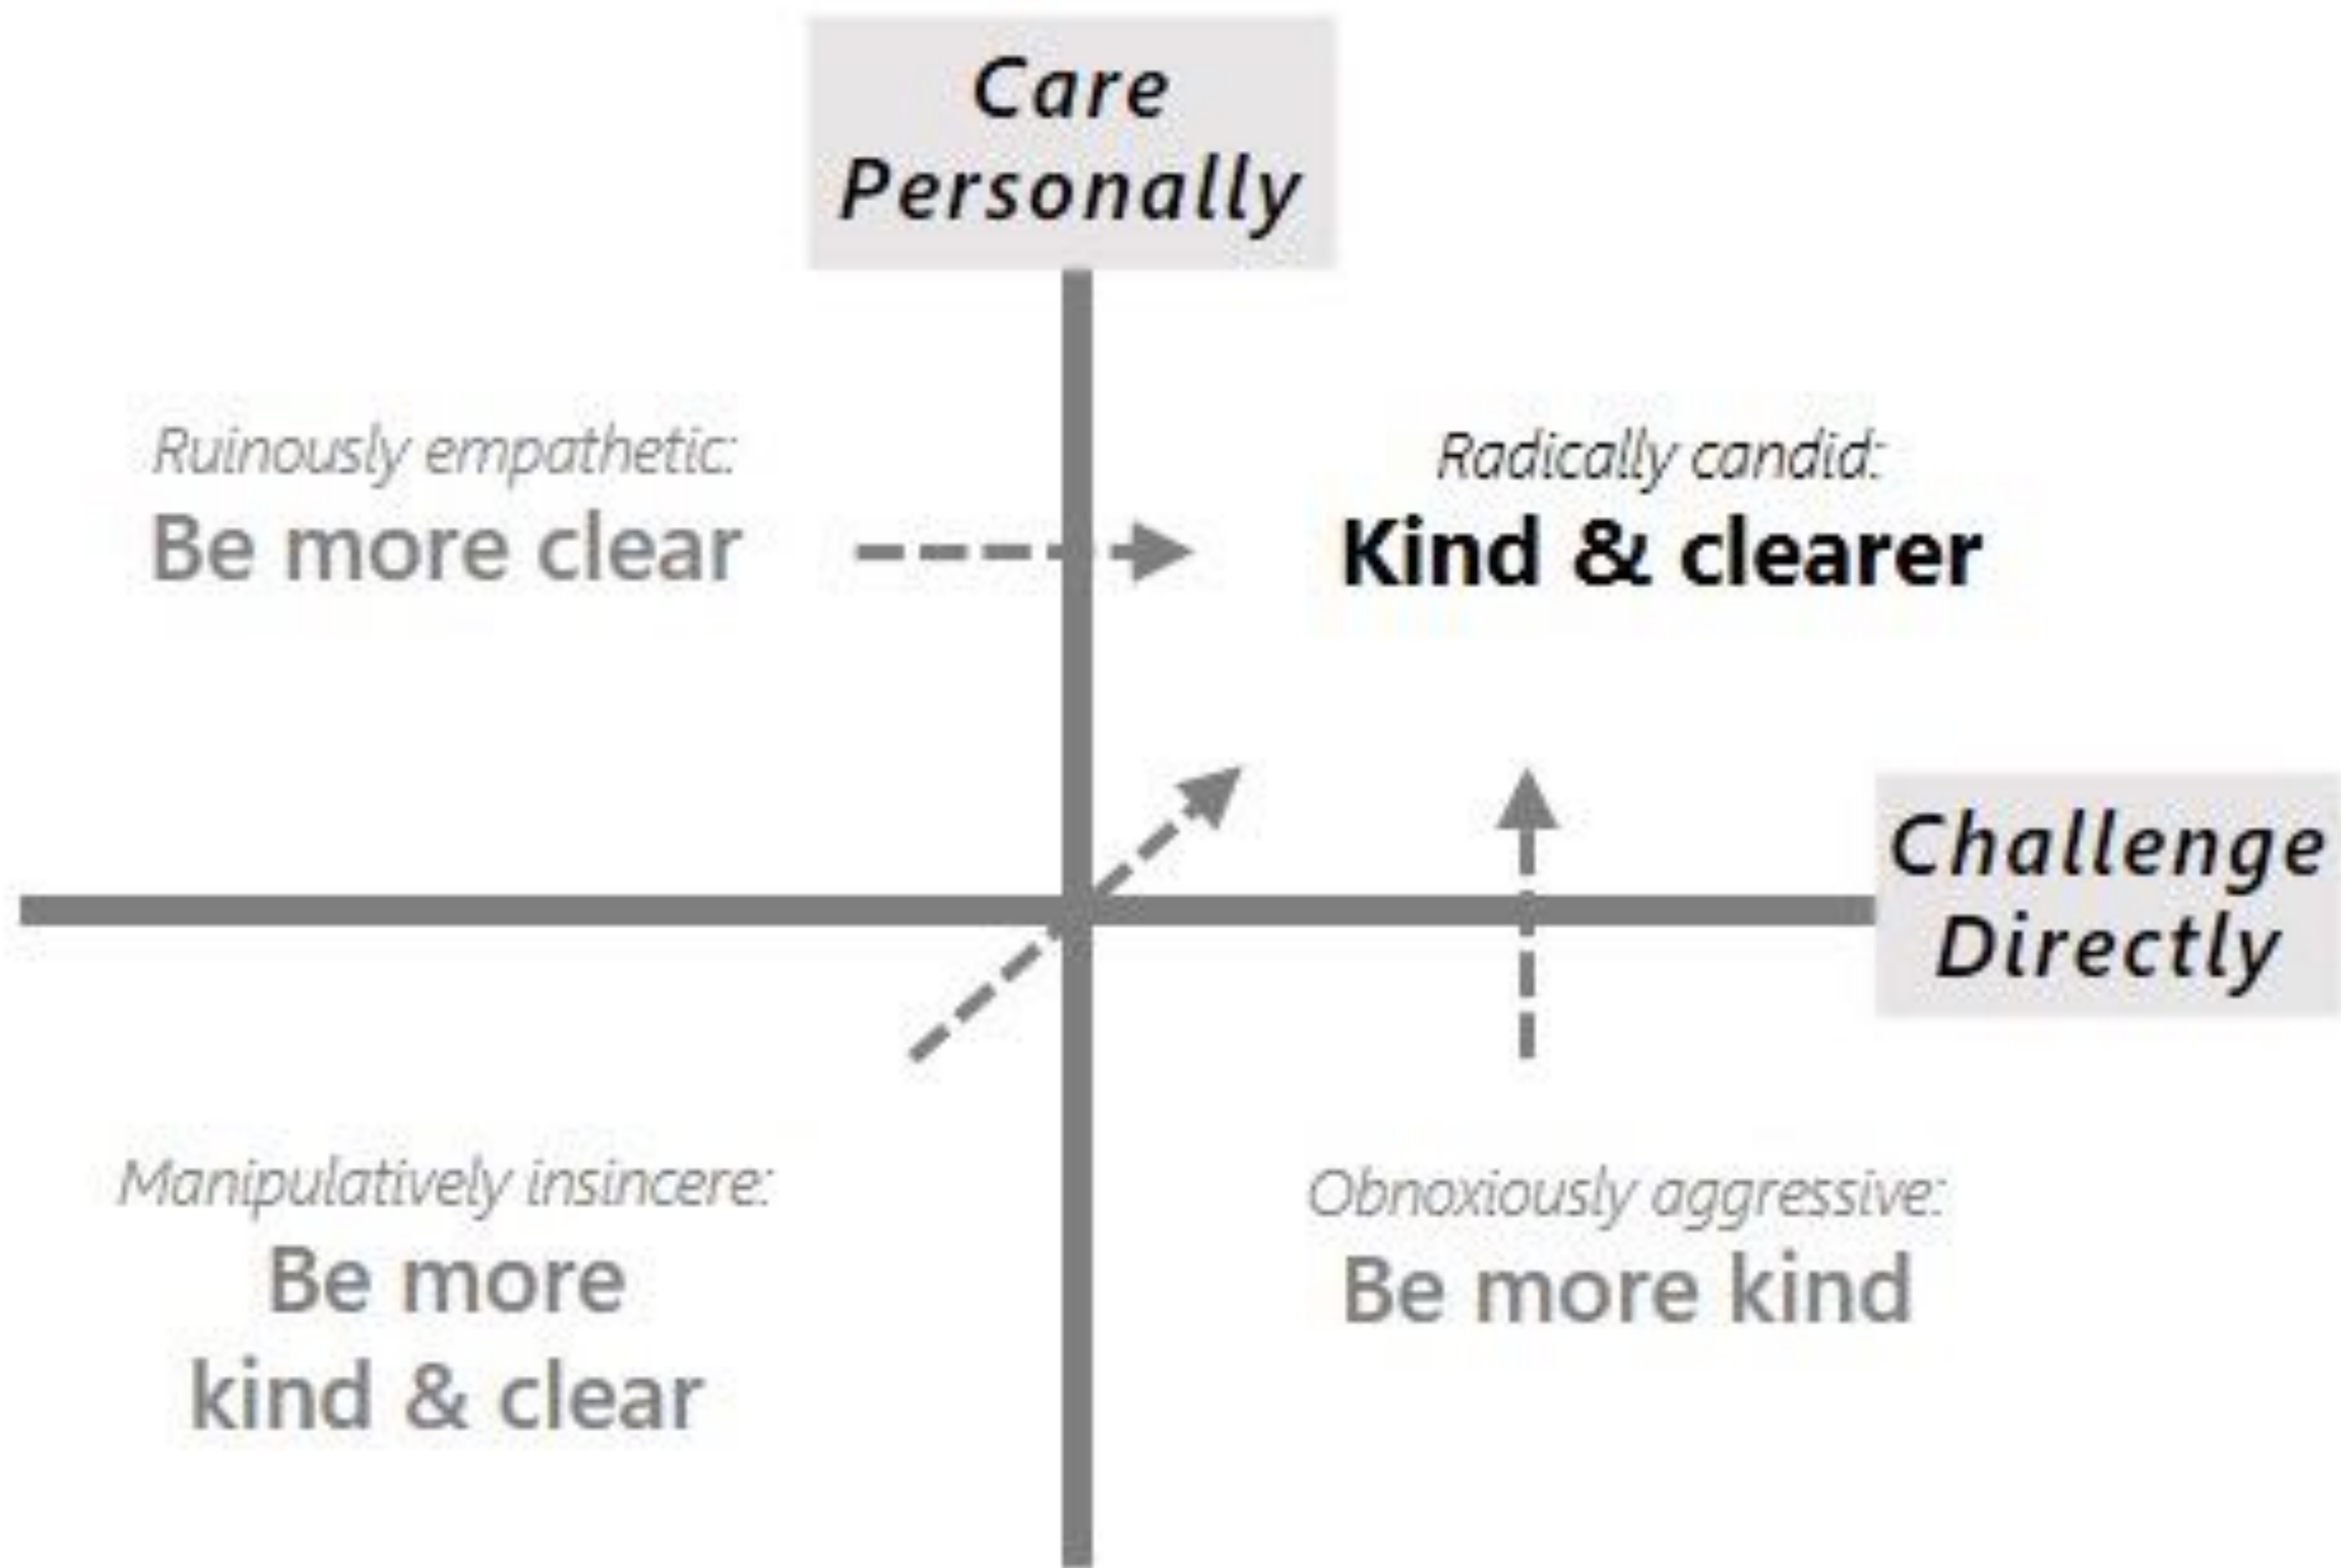 Care
Personally
Ruinously empathetic:
Be more clear
Radically candid:
Kind & clearer
Challenge
Directly
Manipulatively insincere:
Be more
kind & clear
Obnoxiously aggressive:
Be more kind